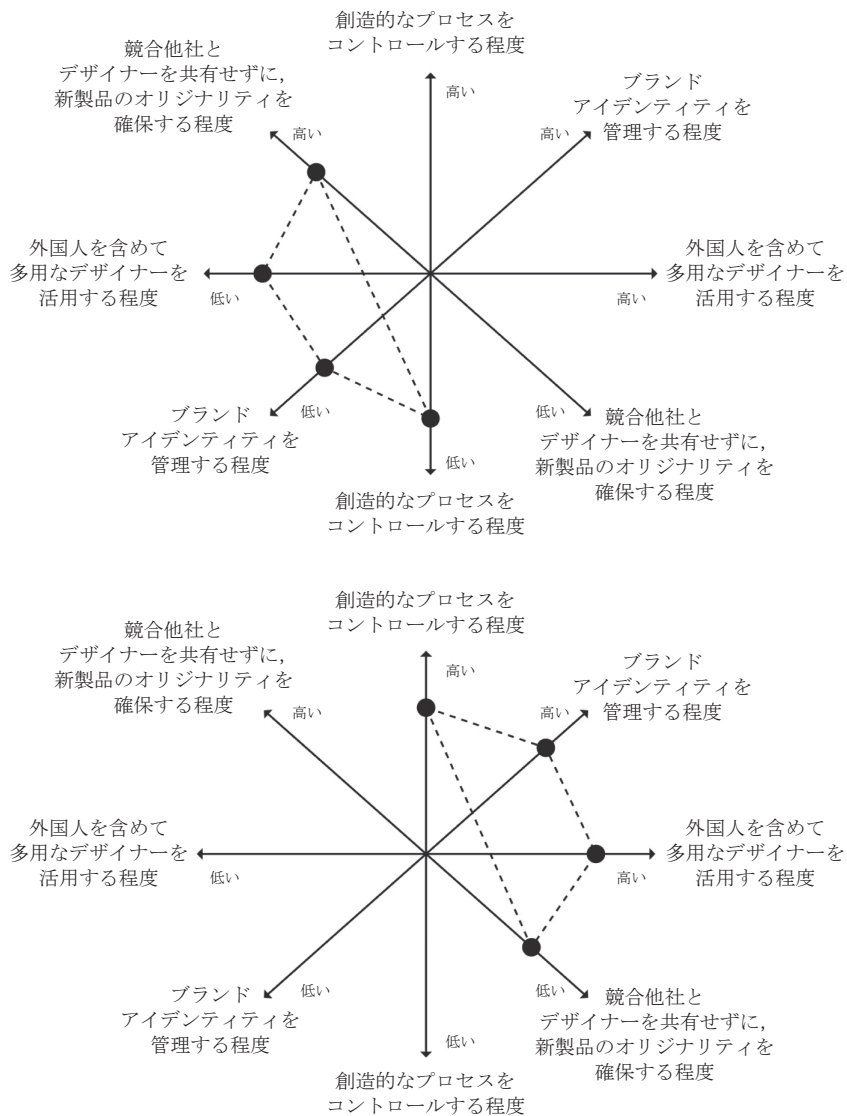 創造的なプロセスを
コントロールする程度
高い
競合他社と
デザイナーを共有せずに,
新製品のオリジナリティを
確保する程度
高い
ブランド
アイデンティティを
管理する程度
高い
外国人を含めて
多用なデザイナーを
活用する程度
低い
外国人を含めて
多用なデザイナーを
活用する程度
高い
ブランド
アイデンティティを
管理する程度
低い
競合他社と
デザイナーを共有せずに,
新製品のオリジナリティを
確保する程度
低い
低い
創造的なプロセスを
コントロールする程度
創造的なプロセスを
コントロールする程度
高い
競合他社と
デザイナーを共有せずに,
新製品のオリジナリティを
確保する程度
高い
ブランド
アイデンティティを
管理する程度
高い
外国人を含めて
多用なデザイナーを
活用する程度
低い
外国人を含めて
多用なデザイナーを
活用する程度
高い
ブランド
アイデンティティを
管理する程度
低い
競合他社と
デザイナーを共有せずに,
新製品のオリジナリティを
確保する程度
低い
低い
創造的なプロセスを
コントロールする程度